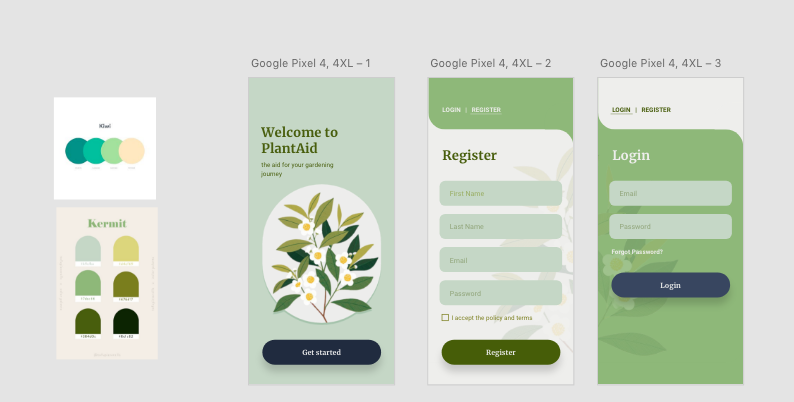 Google Pixel 4, 4XL – 1
Google Pixel 4, 4XL – 2
Google Pixel 4, 4XL – 3
Kiwi
Kermit
Welcome to
PlantAid
the aid for your gardening
journey
Get started
LOGIN | REGISTER
Register
First Name
Last Name
Email
Password
I accept the policy and terms
Register
LOGIN | REGISTER
Login
Email
Password
Forgot Password?
Login